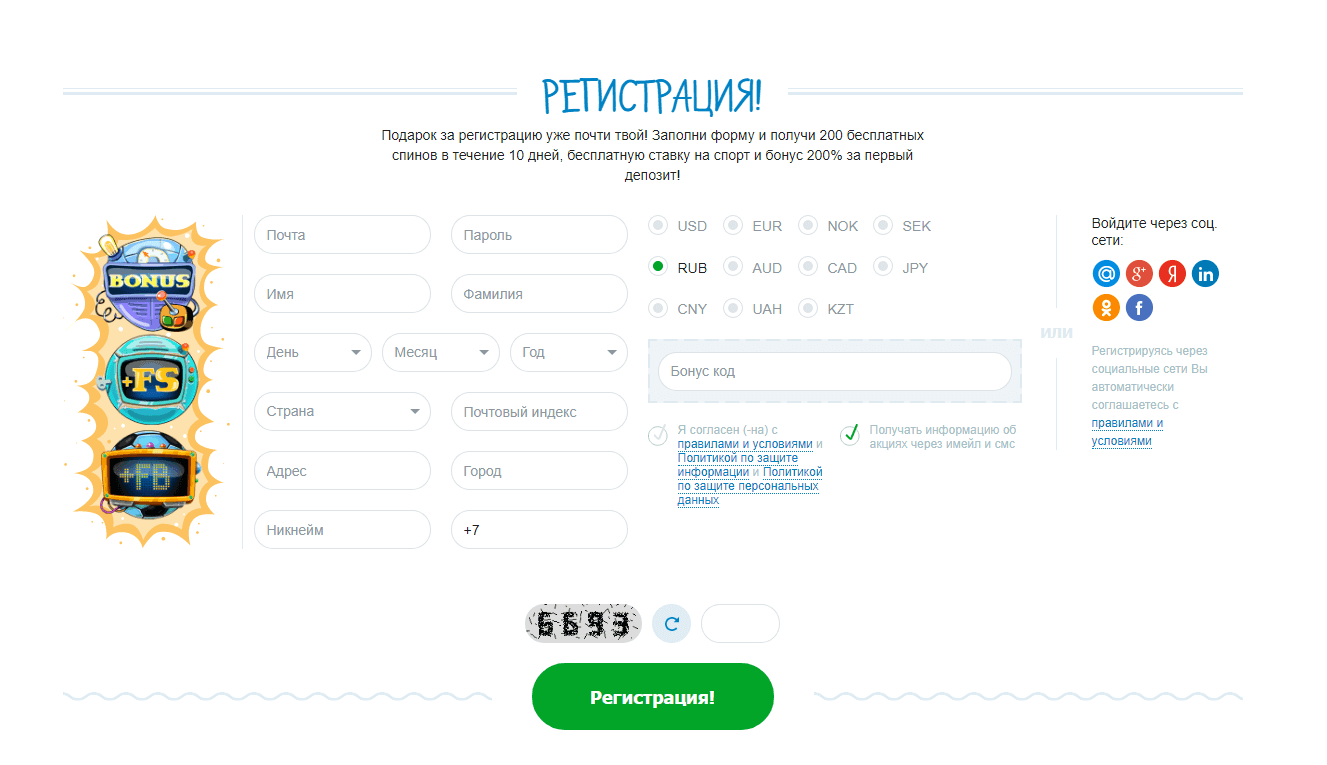 РЕГИСТРАЦИЯ!
Подарок за регистрацию уже почти твой! Заполни форму и получи 200 бесплатных
спинов в течение 10 дней, бесплатную ставку на спорт и бонус 200% за первый
депозит!
BONUS
+FS
+FB
Почта
Пароль
Имя
Фамилия
День
Месяц
Год
Страна
Почтовый индекс
Адрес
Город
Никнейм
+7
USD EUR NOK SEK
RUB AUD CAD JPY
CNY UAH KZT
Бонус код
Я согласен (-на) с
правилами и условиями и
Политикой по защите
информации и Политикой
по защите персональных
данных
Получать информацию об
акциях через имейл и смс
или
Войдите через соц.
сети:
@ g+ Я in
f
Регистрируясь через
социальные сети Вы
автоматически
соглашаетесь с
правилами и
условиями
6693
Регистрация!